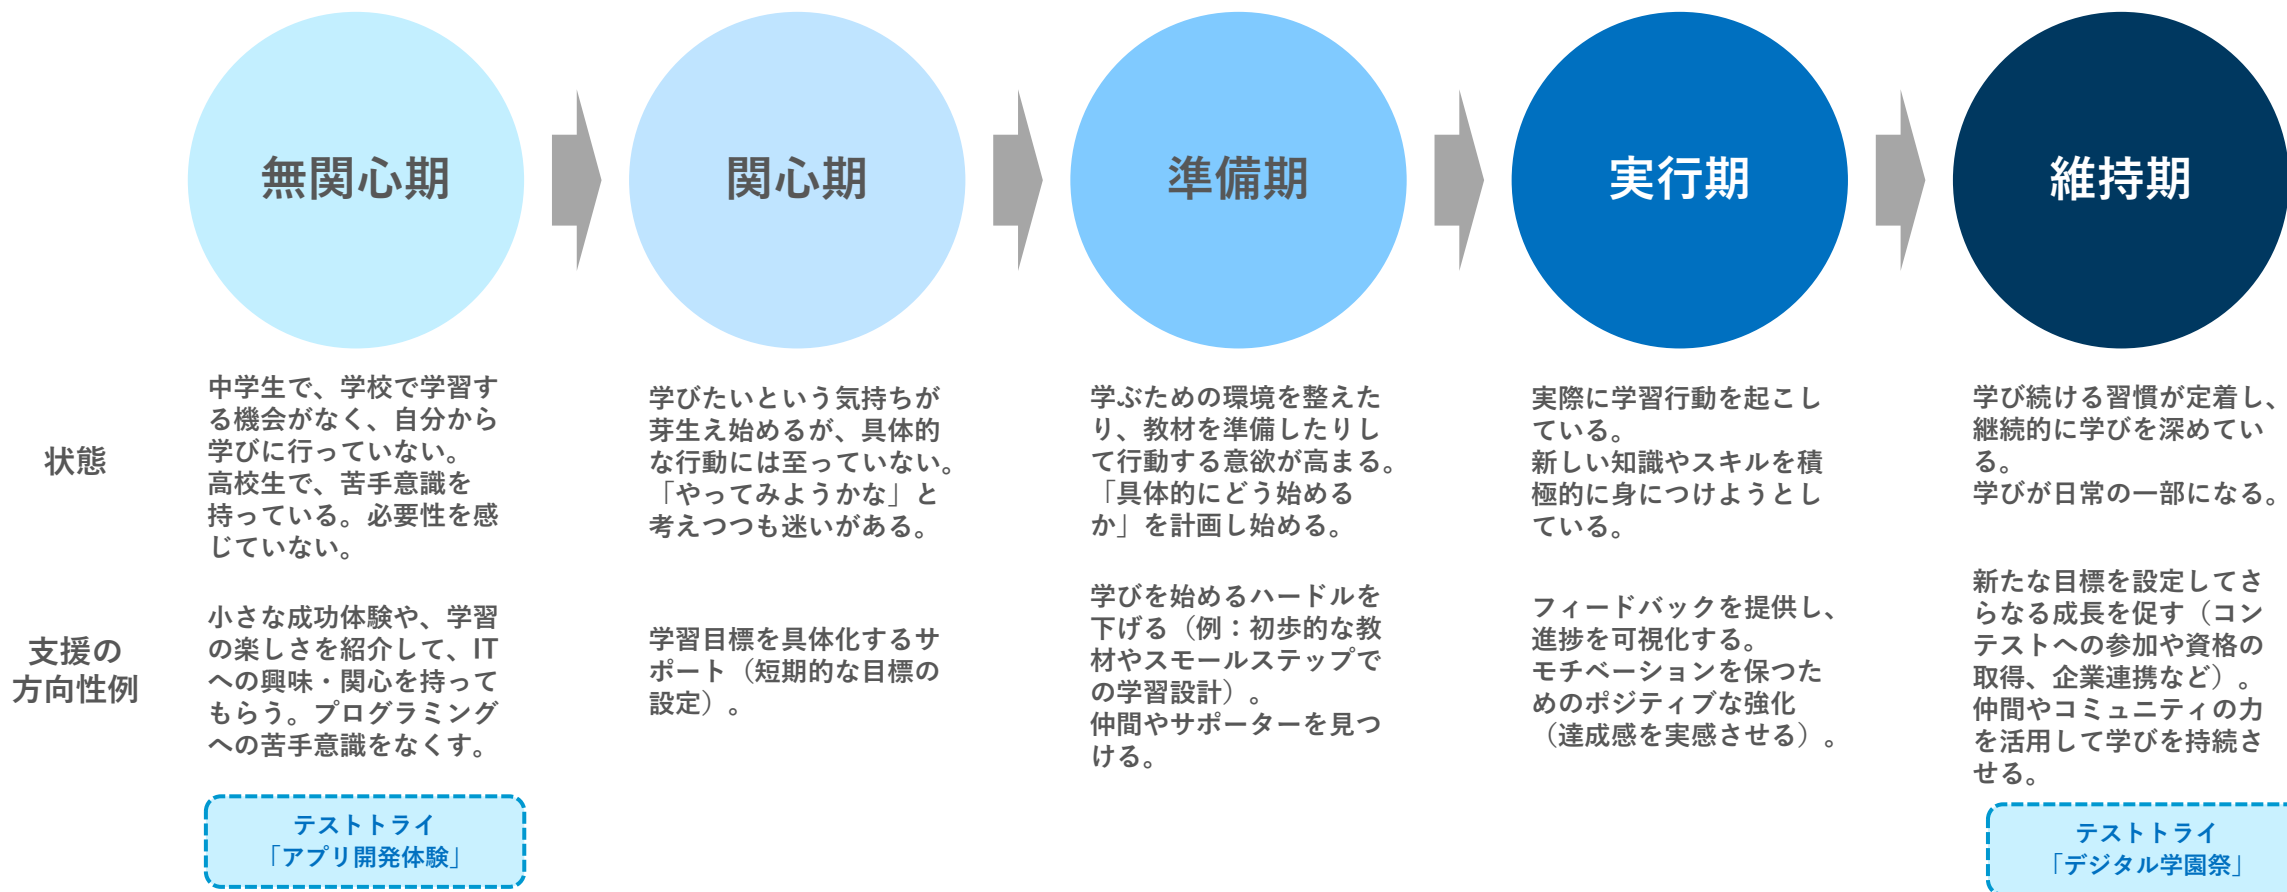 無関心期
関心期
準備期
実行期
維持期
状態
中学生で、学校で学習す
る機会がなく、自分から
学びに行っていない。
高校生で、苦手意識を
持っている。必要性を感
じていない。
学びたいという気持ちが
芽生え始めるが、具体的
な行動には至っていない。
「やってみようかな」と
考えつつも迷いがある。
学ぶための環境を整えた
り、教材を準備したりし
て行動する意欲が高まる。
「具体的にどう始める
か」を計画し始める。
実際に学習行動を起こし
ている。
新しい知識やスキルを積
極的に身につけようとし
ている。
学び続ける習慣が定着し、
継続的に学びを深めてい
る。
学びが日常の一部になる。
支援の
方向性例
小さな成功体験や、学習
の楽しさを紹介して、IT
への興味・関心を持って
もらう。プログラミング
への苦手意識をなくす。
学習目標を具体化するサ
ポート（短期的な目標の
設定）。
学びを始めるハードルを
下げる（例：初歩的な教
材やスモールステップで
の学習設計）。
仲間やサポーターを見つ
ける。
フィードバックを提供し、
進捗を可視化する。
モチベーションを保つた
めのポジティブな強化
（達成感を実感させる）。
新たな目標を設定してさ
らなる成長を促す（コン
テストへの参加や資格の
取得、企業連携など）。
仲間やコミュニティの力
を活用して学びを持続さ
せる。
テストトライ
「アプリ開発体験」
テストトライ
「デジタル学園祭」